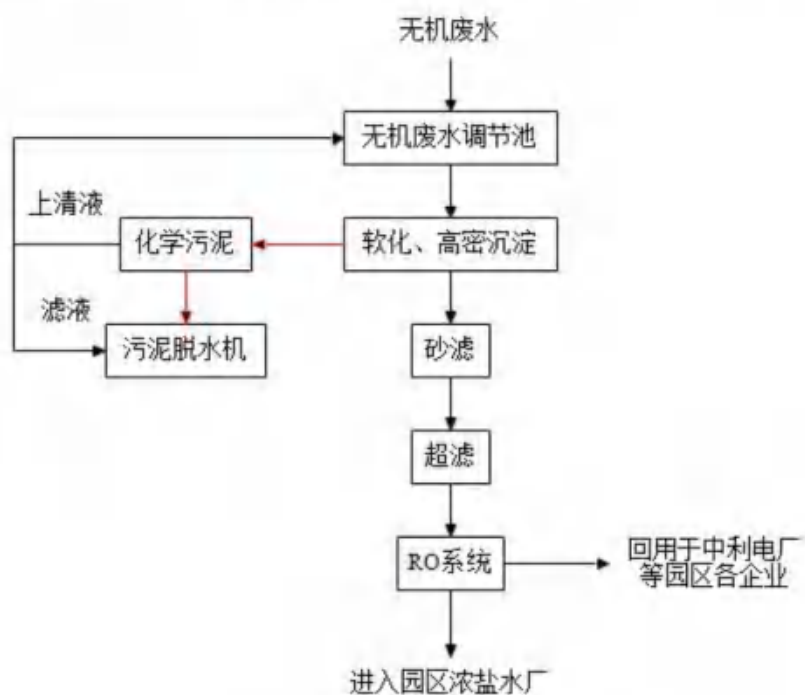 无机废水
无机废水调节池
上清液
化学污泥
软化、高密沉淀
滤液
污泥脱水机
砂滤
超滤
RO系统
回用于中利电厂
等园区各企业
进入园区浓盐水厂